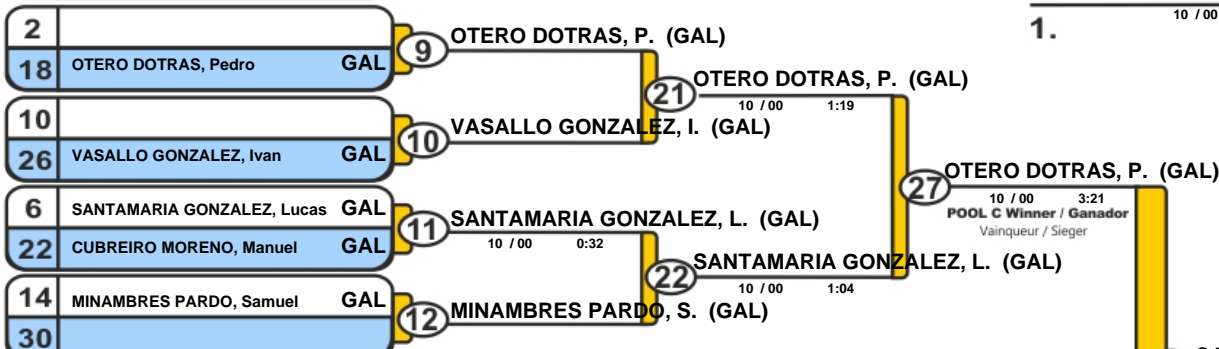 10 / 00
1.
2
OTERO DOTRAS, P. (GAL)
9
18 OTERO DOTRAS, Pedro GAL
OTERO DOTRAS, P. (GAL)
21
10 / 00 1:19
10
VASALLO GONZALEZ, I. (GAL)
10
26 VASALLO GONZALEZ, Ivan GAL
OTERO DOTRAS, P. (GAL)
27
10 / 00 3:21
POOL C Winner / Ganador
Vainqueur / Sieger
6 SANTAMARIA GONZALEZ, Lucas GAL
SANTAMARIA GONZALEZ, L. (GAL)
11
10 / 00 0:32
22 CUBREIRO MORENO, Manuel GAL
SANTAMARIA GONZALEZ, L. (GAL)
22
10 / 00 1:04
14 MINAMBRES PARDO, Samuel GAL
MINAMBRES PARDO, S. (GAL)
12
30